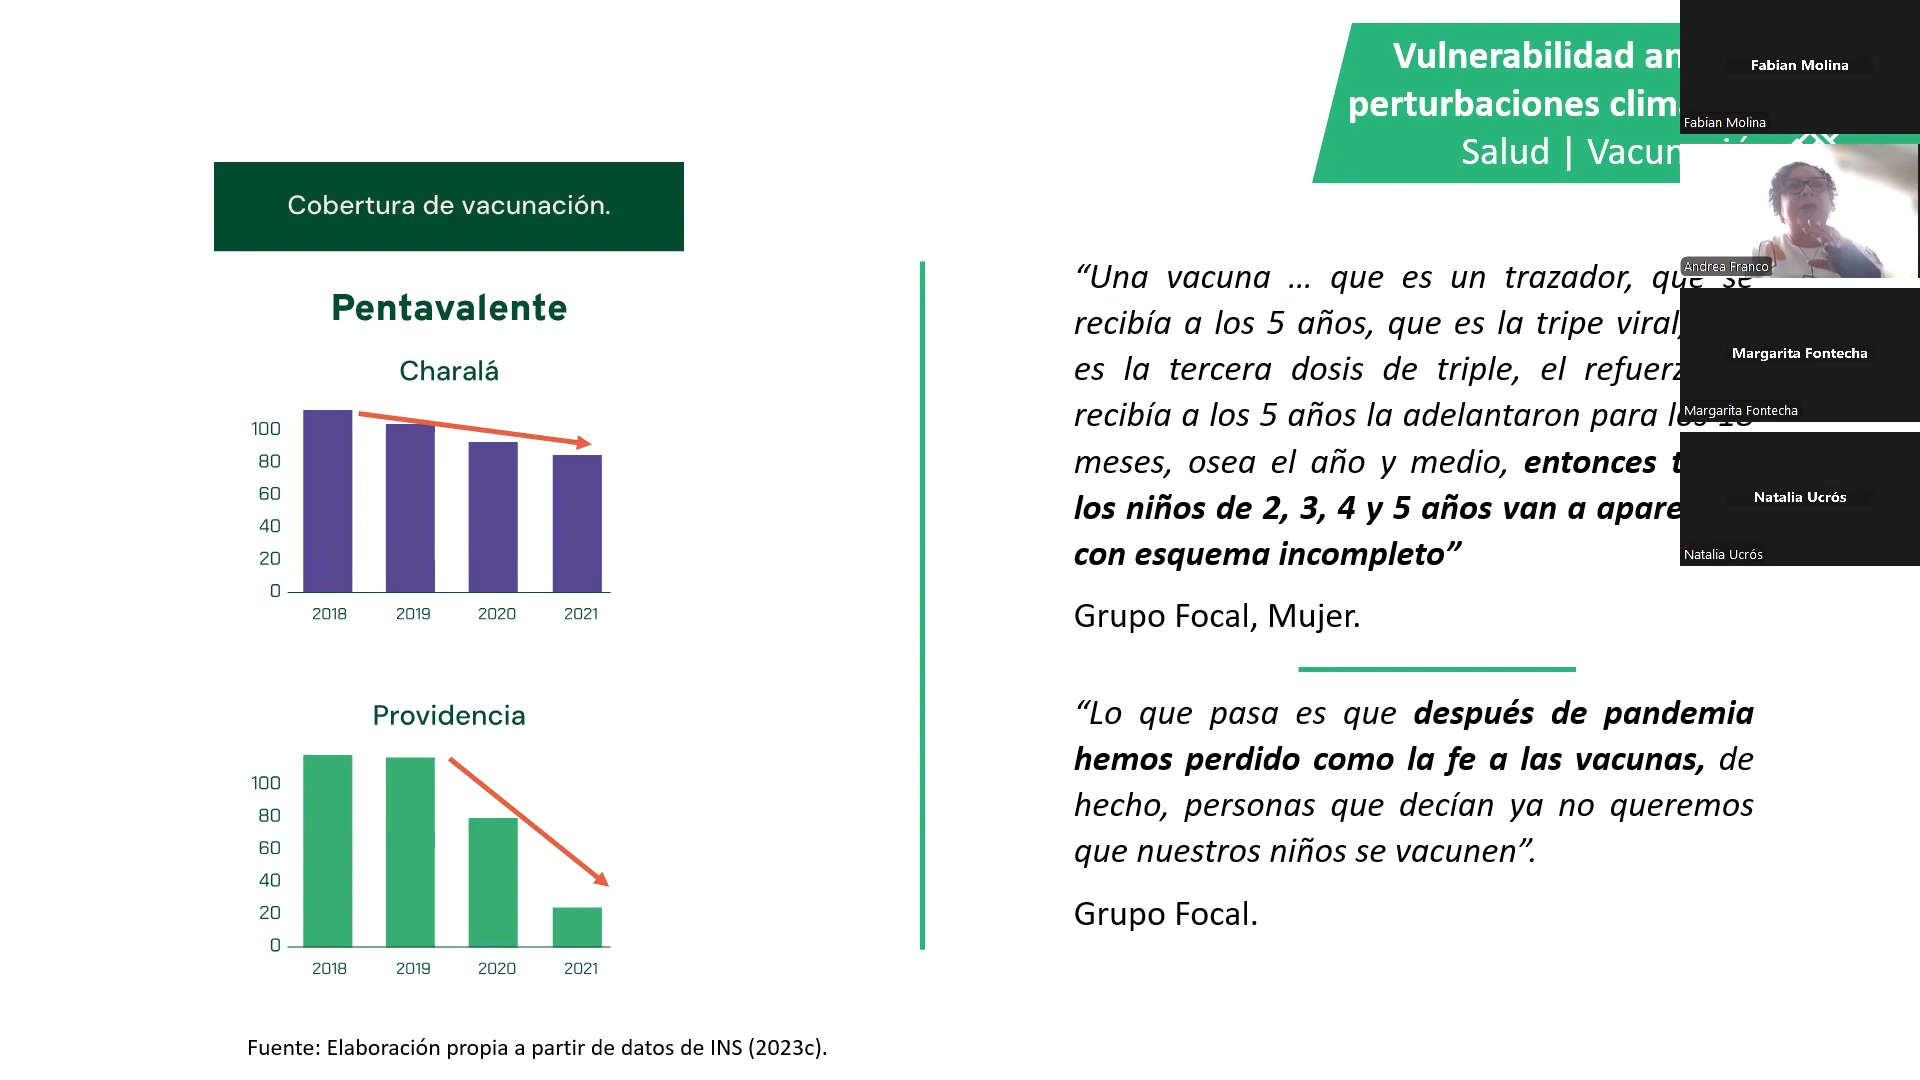 Vulnerabilidad
perturbaciones
Salud |
Cobertura de vacunación.
Pentavalente
Charalá
100
80
60
40
20
0
2018 2019 2020 2021
Providencia
100
80
60
40
20
0
2018 2019 2020 2021
Fuente: Elaboración propia a partir de datos de INS (2023c).
“Una vacuna ... que es un trazador, que se
recibía a los 5 años, que es la tripe viral,
es la tercera dosis de triple, el
recibía a los 5 años la adelantaron para los 18
meses, osea el año y medio, entonces
los niños de 2, 3, 4 y 5 años van a
con esquema incompleto”
Grupo Focal, Mujer.
“Lo que pasa es que después de pandemia
hemos perdido como la fe a las vacunas, de
hecho, personas que decían ya no queremos
que nuestros niños se vacunen”.
Grupo Focal.
Fabian Molina
Fabian Molina
Andrea Franco
Margarita Fontecha
Margarita Fontecha
Natalia Ucrós
Natalia Ucrós